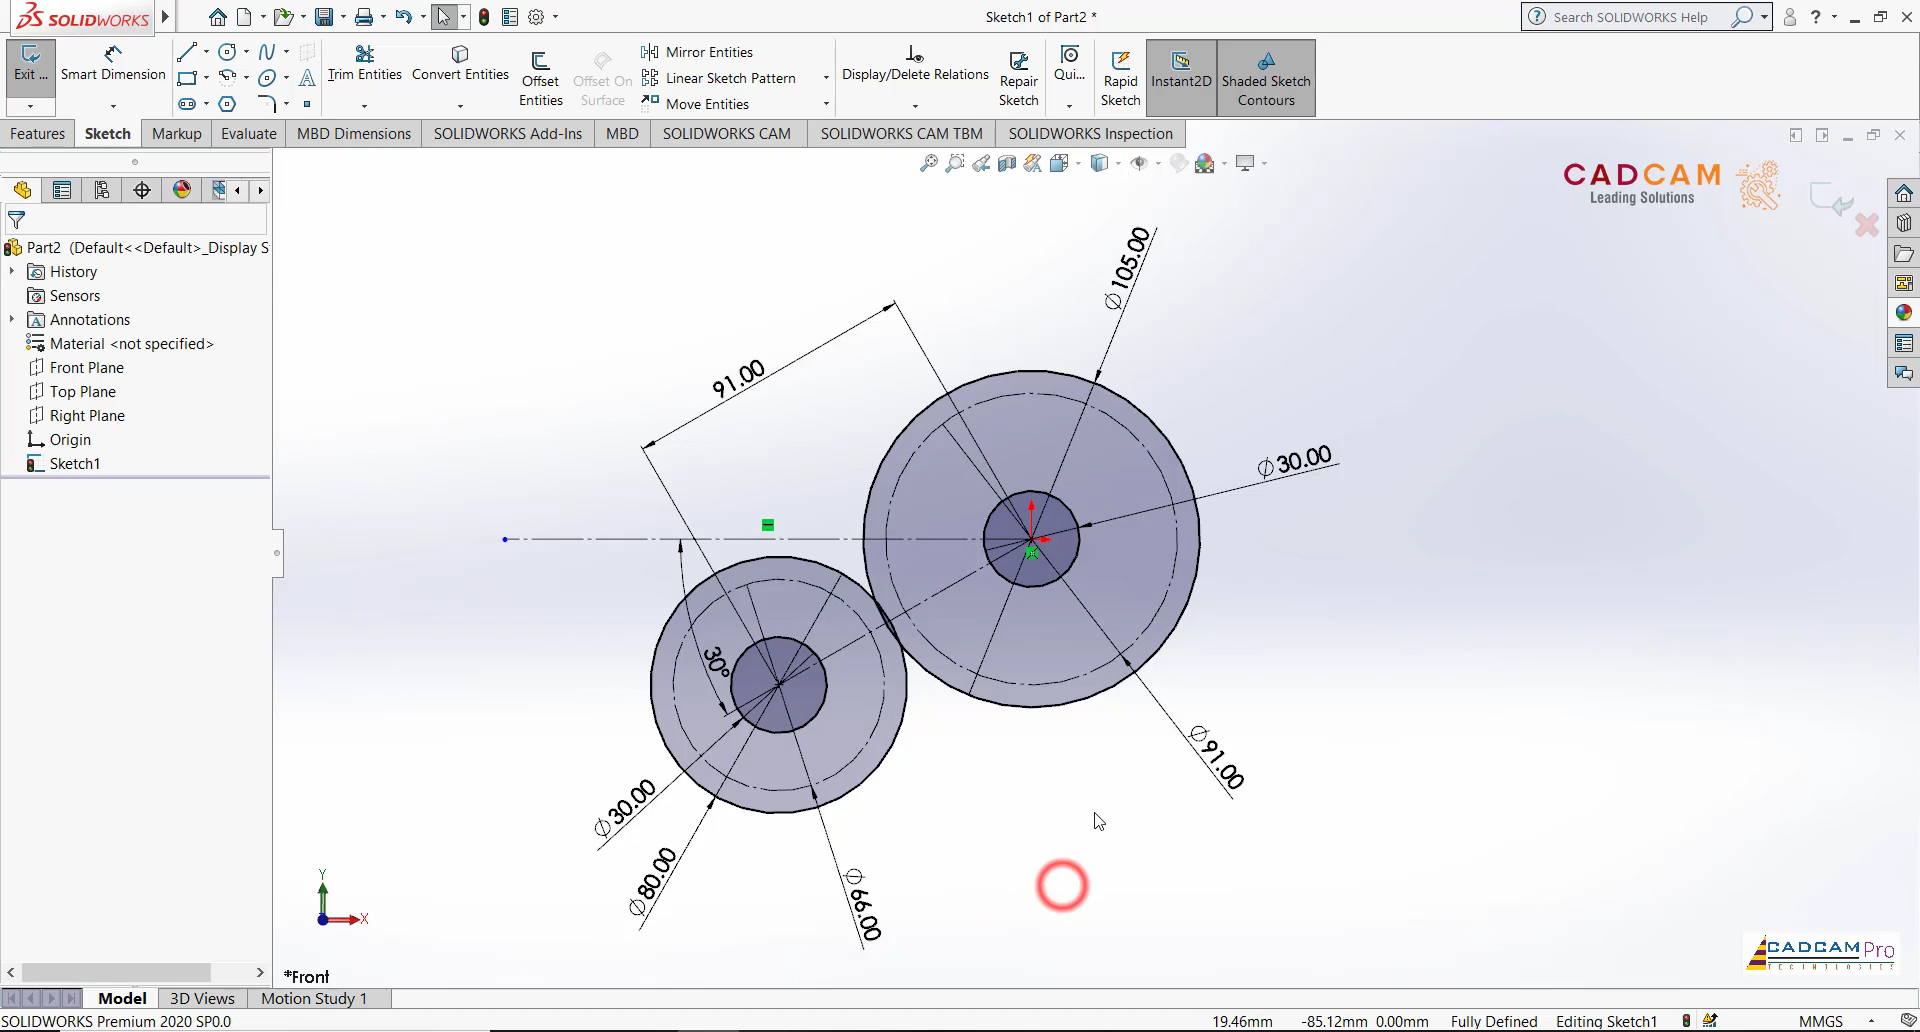 SOLIDWORKS
Sketch1 of Part2 *
Search SOLIDWORKS Help
Exit ...
Smart Dimension
Trim Entities
Convert Entities
Offset Entities
Offset On Surface
Mirror Entities
Linear Sketch Pattern
Move Entities
Display/Delete Relations
Repair Sketch
Qui...
Rapid Sketch
Instant2D
Shaded Sketch Contours
Features
Sketch
Markup
Evaluate
MBD Dimensions
SOLIDWORKS Add-Ins
MBD
SOLIDWORKS CAM
SOLIDWORKS CAM TBM
SOLIDWORKS Inspection
CADCAM
Leading Solutions
Part2 (Default<<Default>_Display S
History
Sensors
Annotations
Material <not specified>
Front Plane
Top Plane
Right Plane
Origin
Sketch1
∅105.00
91.00
∅30.00
30°
∅91.00
∅30.00
∅80.00
∅66.00
Y
X
*Front
CADCAM Pro
TECHNOLOGIES
Model
3D Views
Motion Study 1
SOLIDWORKS Premium 2020 SP0.0
19.46mm
-85.12mm
0.00mm
Fully Defined
Editing Sketch1
MMGS